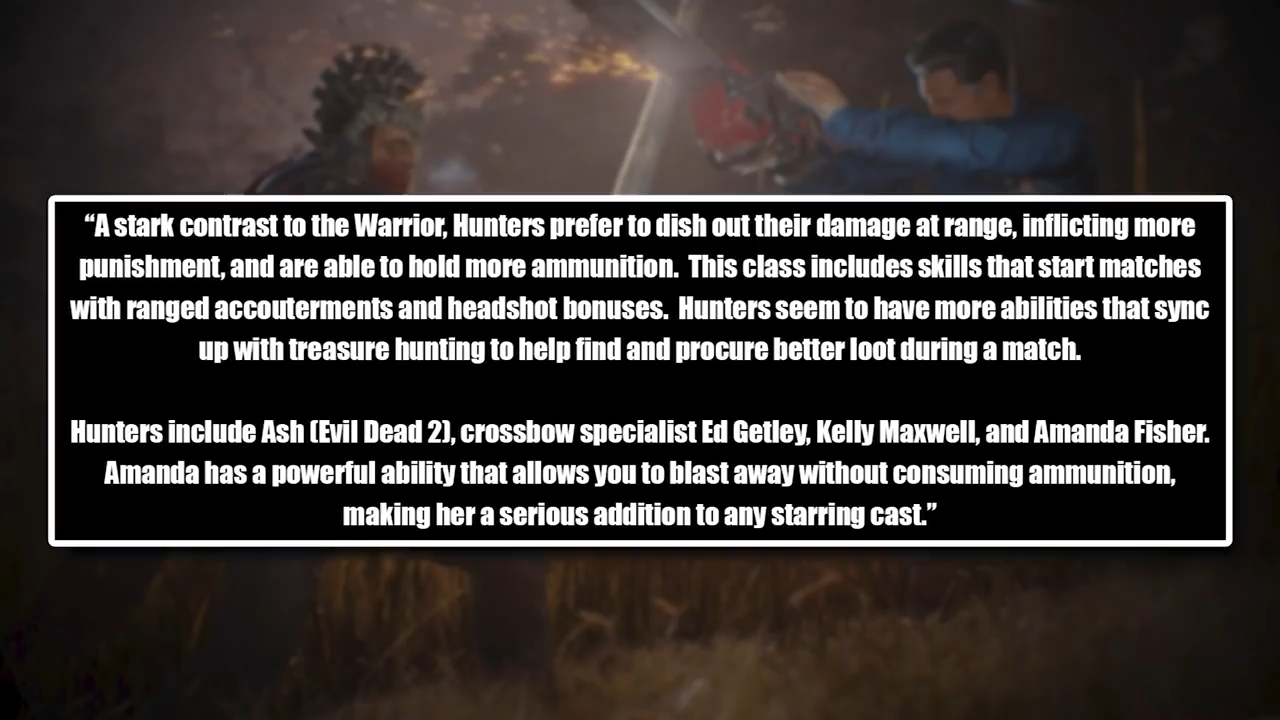 “A stark contrast to the Warrior, Hunters prefer to dish out their damage at range, inflicting more
punishment, and are able to hold more ammunition.  This class includes skills that start matches
with ranged accouterments and headshot bonuses.  Hunters seem to have more abilities that sync
up with treasure hunting to help find and procure better loot during a match.
Hunters include Ash (Evil Dead 2), crossbow specialist Ed Getley, Kelly Maxwell, and Amanda Fisher.
Amanda has a powerful ability that allows you to blast away without consuming ammunition,
making her a serious addition to any starring cast.”